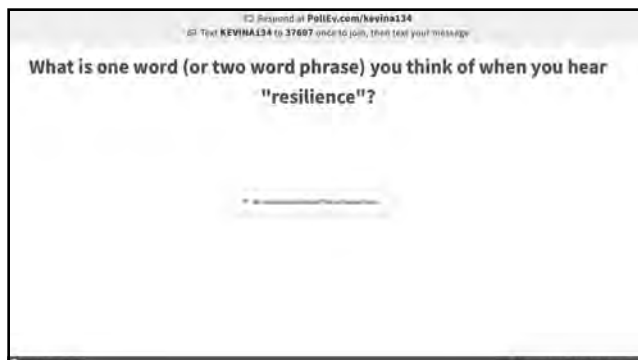 Respond at PollEv.com/kevina134
Text KEVINA134 to 37607 once to join, then text your message
What is one word (or two word phrase) you think of when you hear
"resilience"?